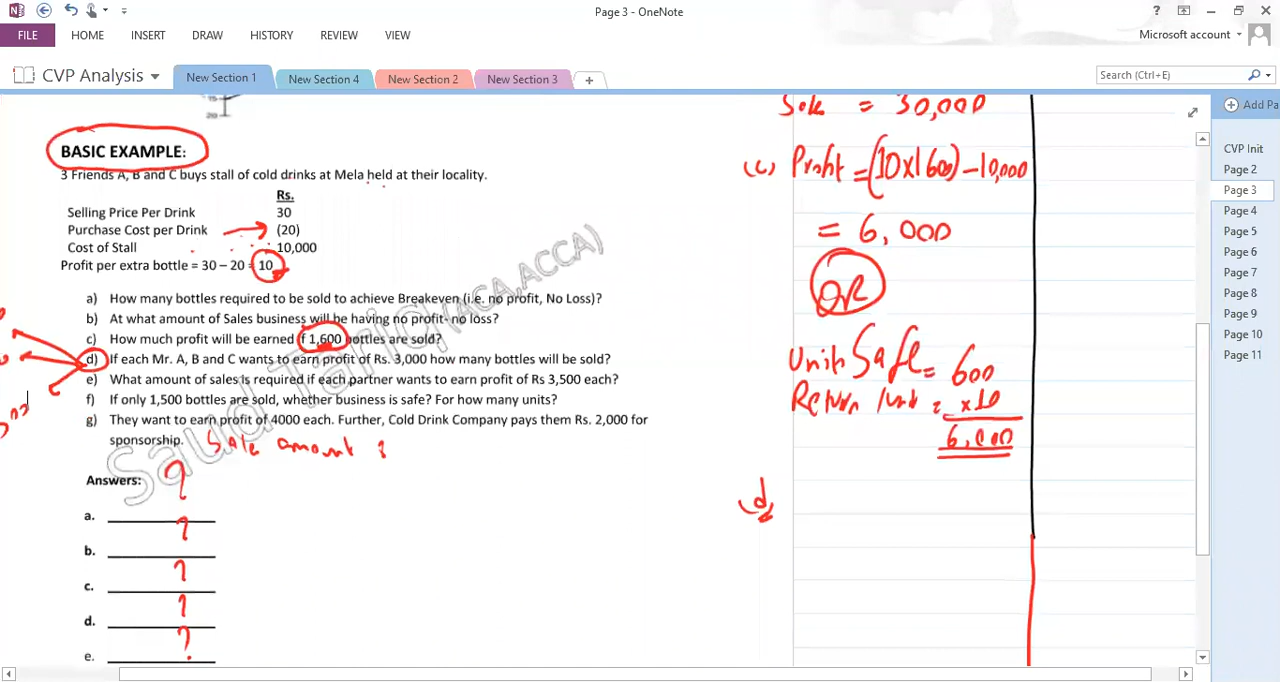 Page 3 - OneNote
FILE HOME INSERT DRAW HISTORY REVIEW VIEW
Microsoft account
CVP Analysis New Section 1 New Section 4 New Section 2 New Section 3
Search (Ctrl+E)
Add Pa
CVP Init
Page 2
Page 3
Page 4
Page 5
Page 6
Page 7
Page 8
Page 9
Page 10
Page 11
20
BASIC EXAMPLE:
3 Friends A, B and C buys stall of cold drinks at Mela held at their locality.
Rs.
Selling Price Per Drink 30
Purchase Cost per Drink (20)
Cost of Stall 10,000
Profit per extra bottle = 30 – 20 = 10
a) How many bottles required to be sold to achieve Breakeven (i.e. no profit, No Loss)?
b) At what amount of Sales business will be having no profit- no loss?
c) How much profit will be earned if 1,600 bottles are sold?
d) If each Mr. A, B and C wants to earn profit of Rs. 3,000 how many bottles will be sold?
e) What amount of sales is required if each partner wants to earn profit of Rs 3,500 each?
f) If only 1,500 bottles are sold, whether business is safe? For how many units?
g) They want to earn profit of 4000 each. Further, Cold Drink Company pays them Rs. 2,000 for
sponsorship. Sale amount ?
Answers: ?
a. ?
b. ?
c. ?
d. ?
e.
Saud Tariq (ACA,ACCA)
Sale = 30,000
(c) Profit = (10x1600) - 10,000
= 6,000
OR
Units Safe = 600
Return / unit = x10
6,000
(d)